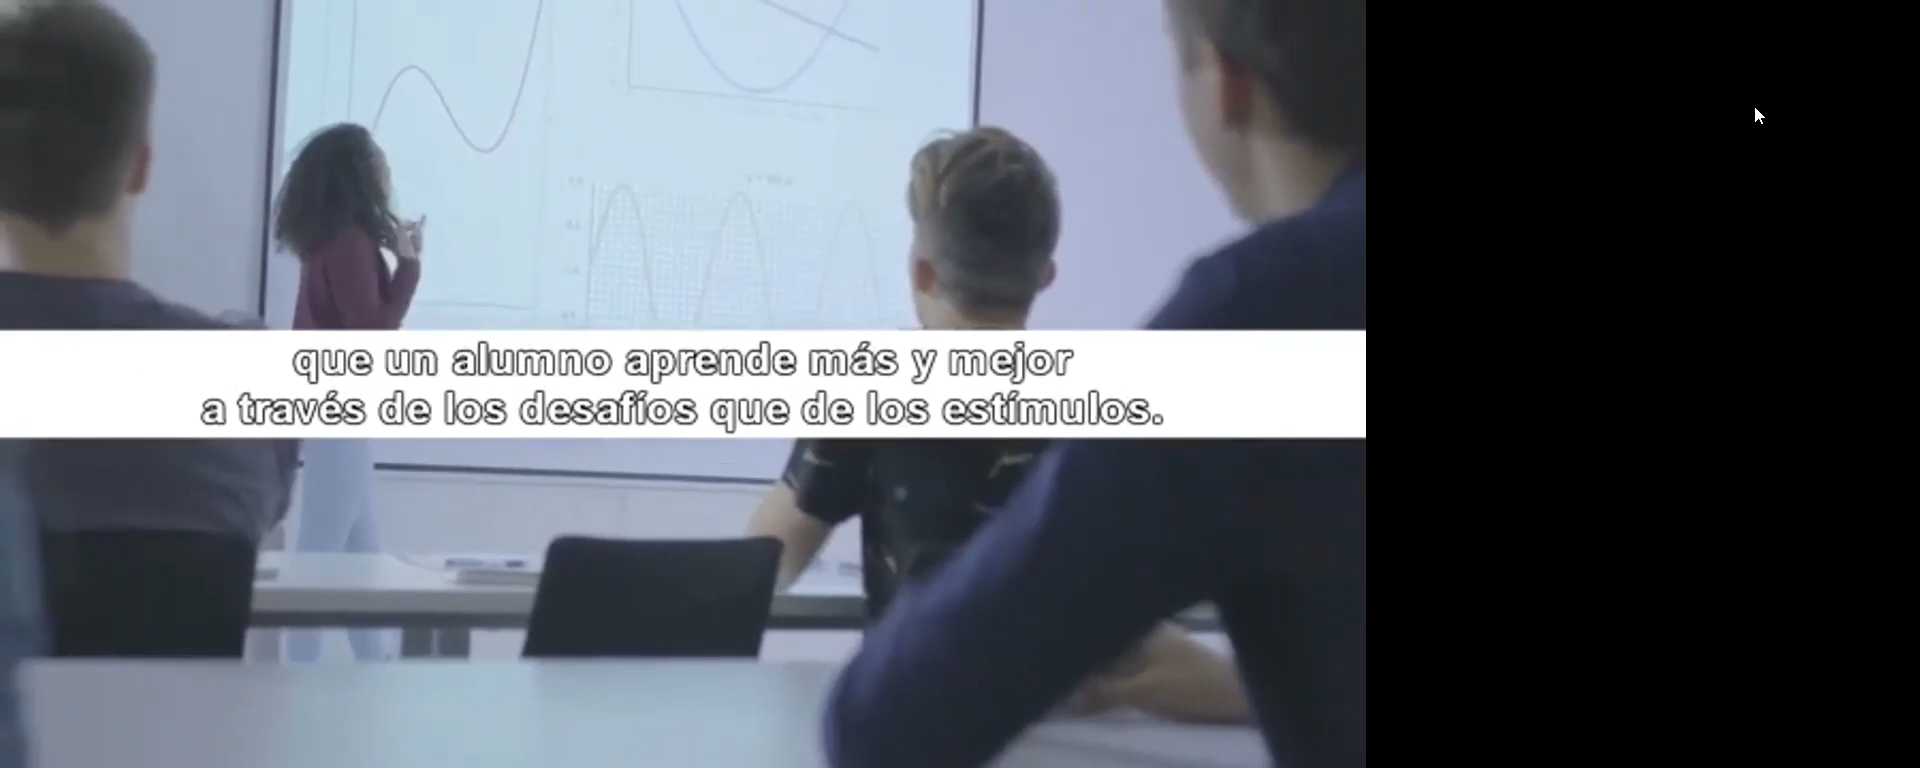 que un alumno aprende más y mejor
a través de los desafíos que de los estímulos.